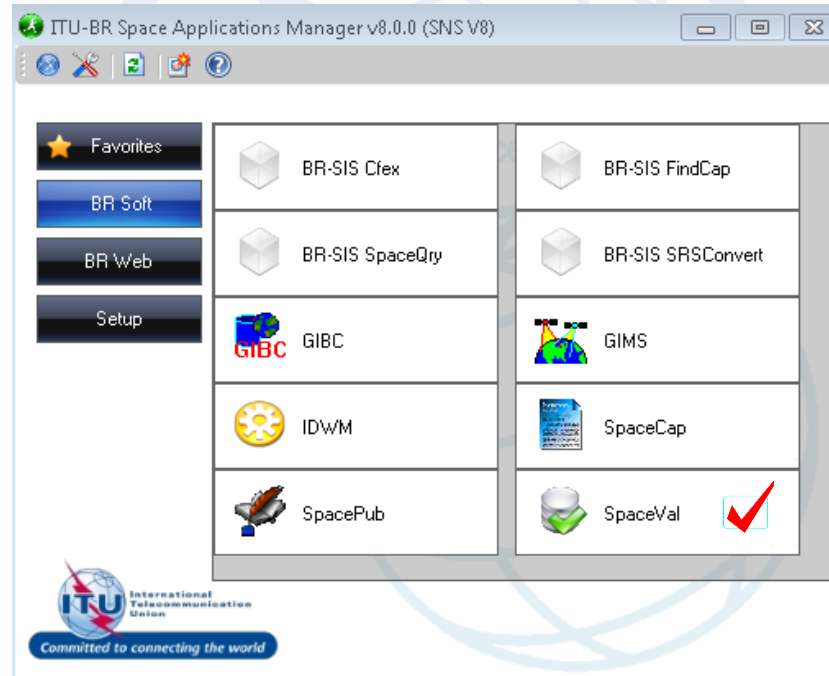 ITU-BR Space Applications Manager v8.0.0 (SNS V8)
Favorites
BR Soft
BR Web
Setup
BR-SIS Cfex
BR-SIS FindCap
BR-SIS SpaceQry
BR-SIS SRSConvert
GIBC
GIBC
GIMS
IDWM
SpaceCap
SpacePub
SpaceVal
ITU
International
Telecommunication
Union
Committed to connecting the world